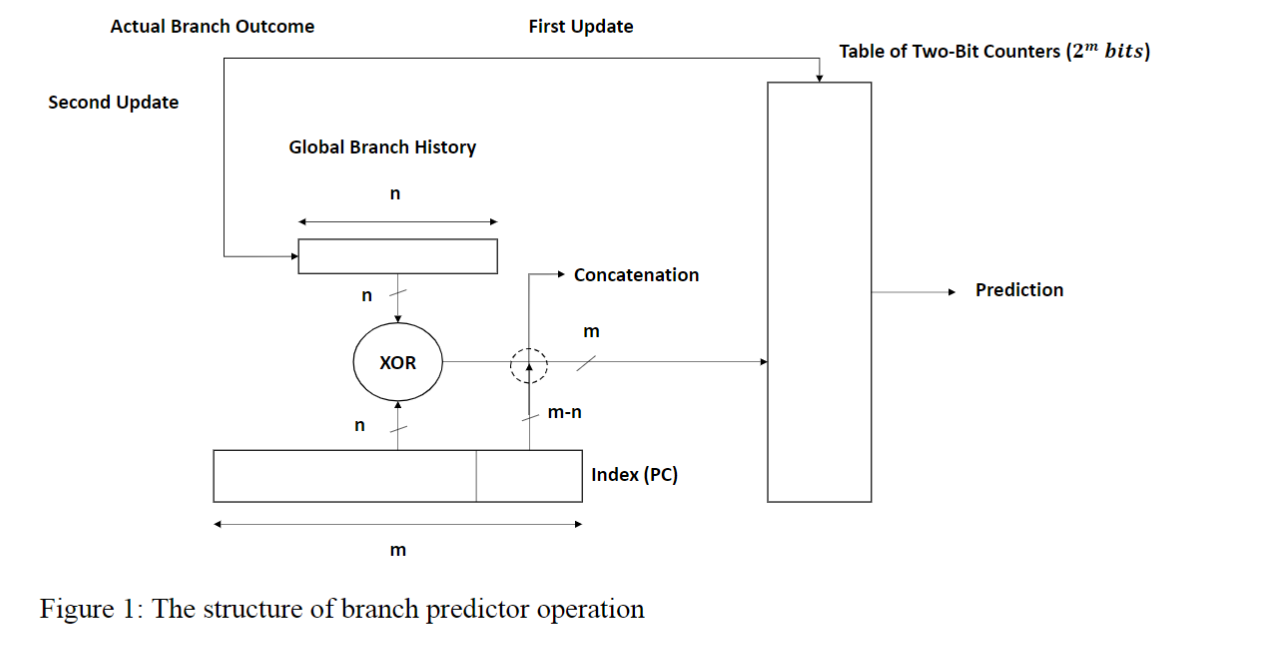 Actual Branch Outcome
First Update
Table of Two-Bit Counters (2^m bits)
Second Update
Global Branch History
n
n
Concatenation
Prediction
m
XOR
m-n
n
Index (PC)
m
Figure 1: The structure of branch predictor operation